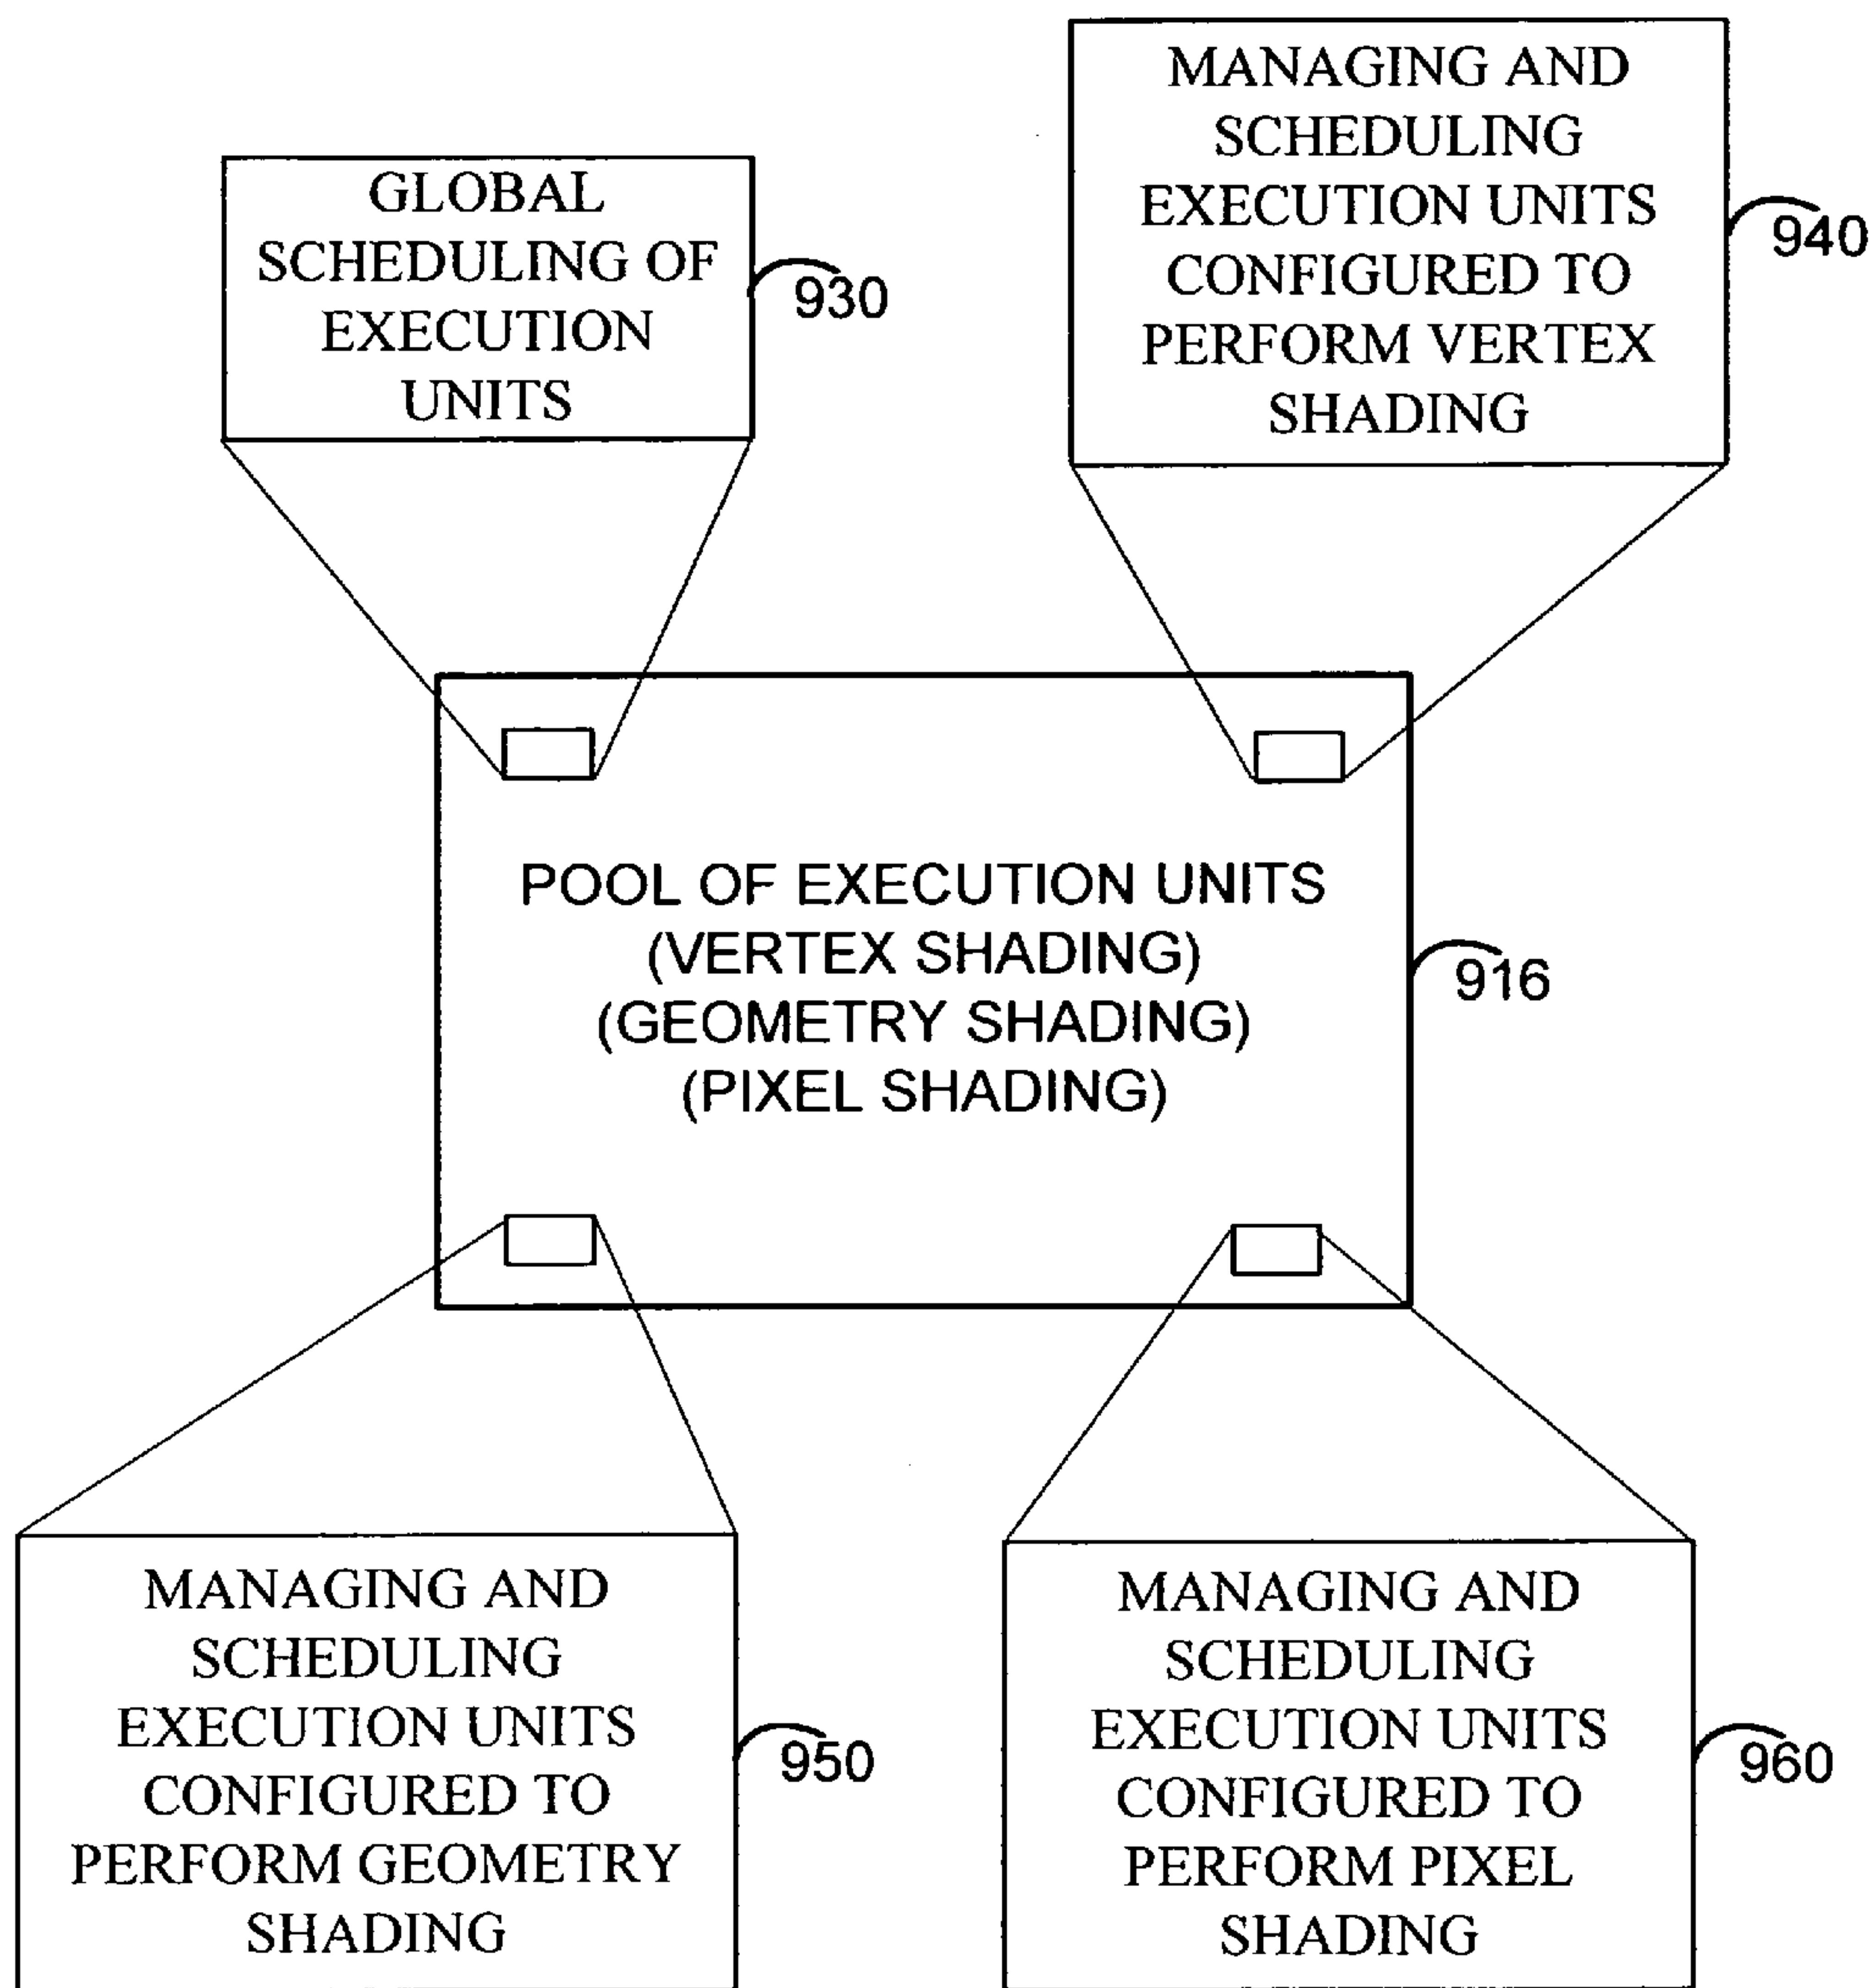 GLOBAL
SCHEDULING OF
EXECUTION
UNITS
930
MANAGING AND
SCHEDULING
EXECUTION UNITS
CONFIGURED TO
PERFORM VERTEX
SHADING
940
POOL OF EXECUTION UNITS
(VERTEX SHADING)
(GEOMETRY SHADING)
(PIXEL SHADING)
916
MANAGING AND
SCHEDULING
EXECUTION UNITS
CONFIGURED TO
PERFORM GEOMETRY
SHADING
950
MANAGING AND
SCHEDULING
EXECUTION UNITS
CONFIGURED TO
PERFORM PIXEL
SHADING
960